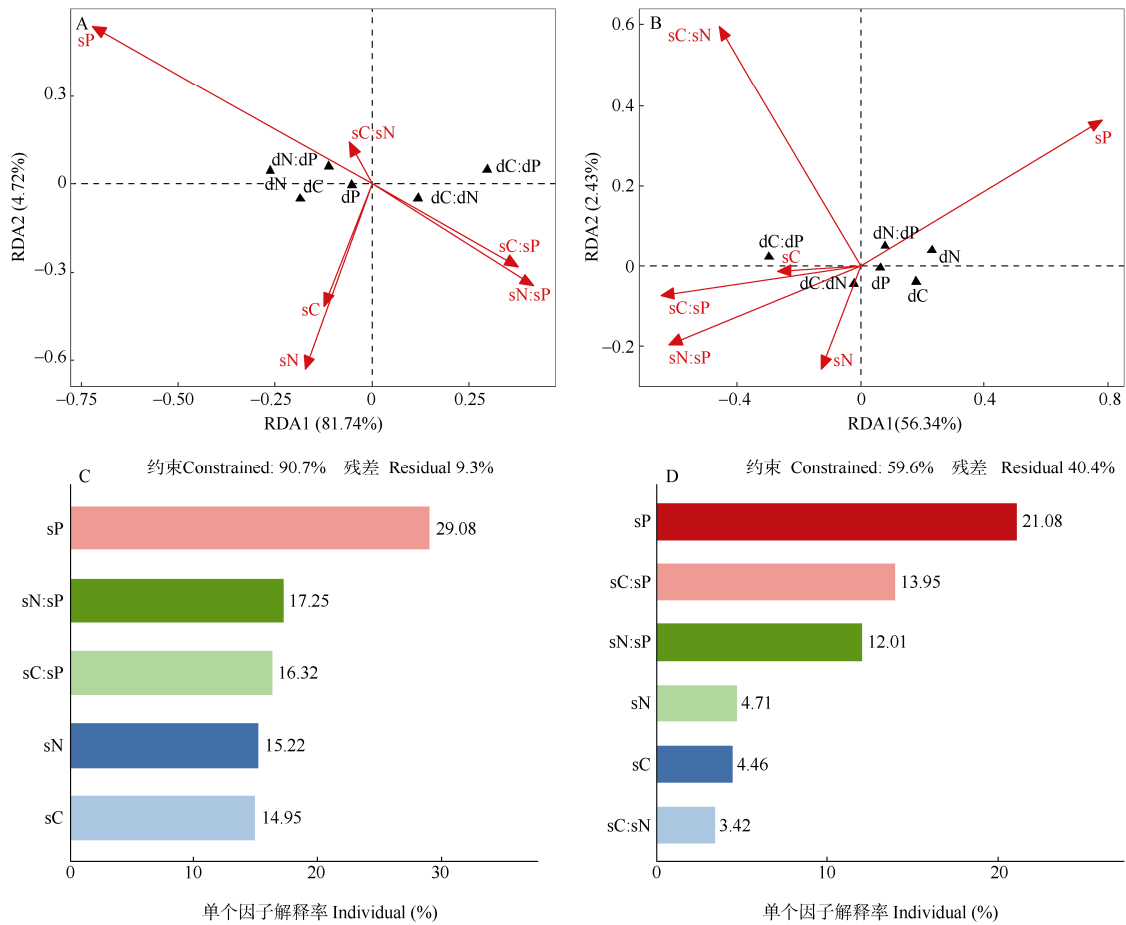 A
sP
sC:sN
dN:dP
dC:dP
dN
dC
dP
dC:dN
sC:sP
sN:sP
sC
sN
0.3
0
−0.3
−0.6
−0.75
−0.50
−0.25
0
0.25
RDA2 (4.72%)
RDA1 (81.74%)
B
sC:sN
sP
dN:dP
dC:dP
dN
sC
dC:dN
dP
dC
sC:sP
sN:sP
sN
0.6
0.4
0.2
0
−0.2
−0.4
0
0.4
0.8
RDA2 (2.43%)
RDA1(56.34%)
约束Constrained: 90.7% 残差 Residual 9.3%
C
sP
29.08
sN:sP
17.25
sC:sP
16.32
sN
15.22
sC
14.95
0
10
20
30
单个因子解释率 Individual (%)
约束 Constrained: 59.6% 残差 Residual 40.4%
D
sP
21.08
sC:sP
13.95
sN:sP
12.01
sN
4.71
sC
4.46
sC:sN
3.42
0
10
20
单个因子解释率 Individual (%)